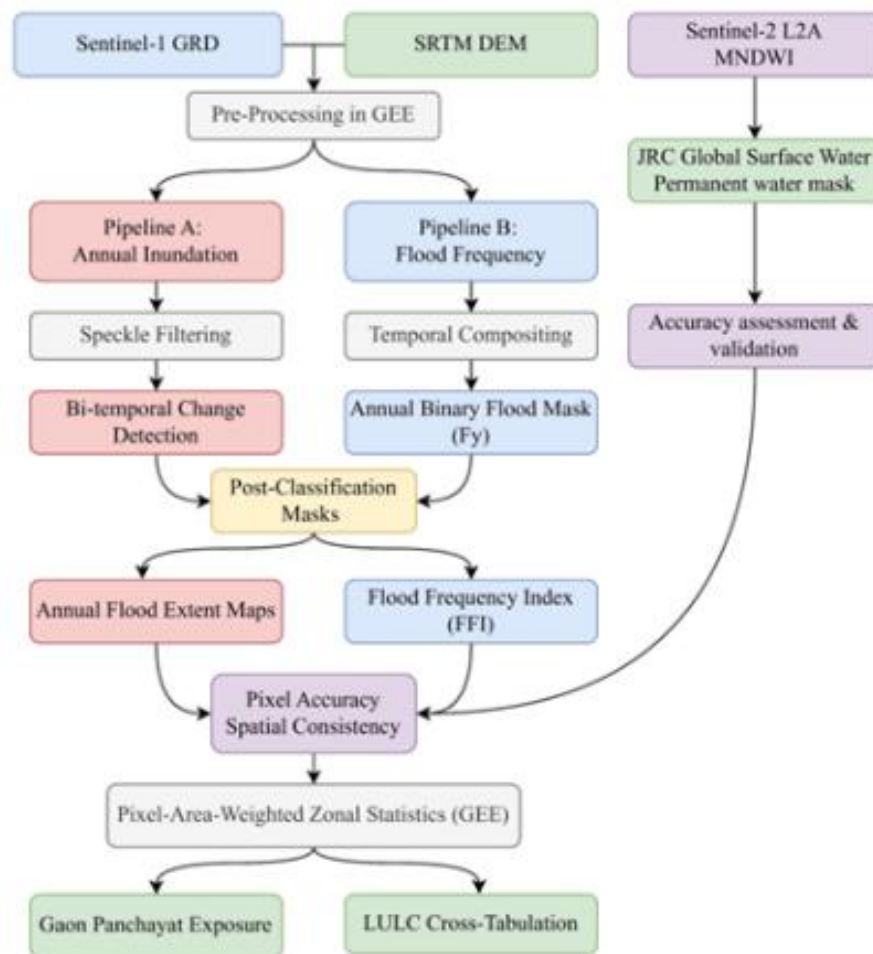 Sentinel-1 GRD
SRTM DEM
Sentinel-2 L2A
MNDWI
Pre-Processing in GEE
JRC Global Surface Water
Permanent water mask
Pipeline A:
Annual Inundation
Pipeline B:
Flood Frequency
Speckle Filtering
Temporal Compositing
Accuracy assessment &
validation
Bi-temporal Change
Detection
Annual Binary Flood Mask
(Fy)
Post-Classification
Masks
Annual Flood Extent Maps
Flood Frequency Index
(FFI)
Pixel Accuracy
Spatial Consistency
Pixel-Area-Weighted Zonal Statistics (GEE)
Gaon Panchayat Exposure
LULC Cross-Tabulation